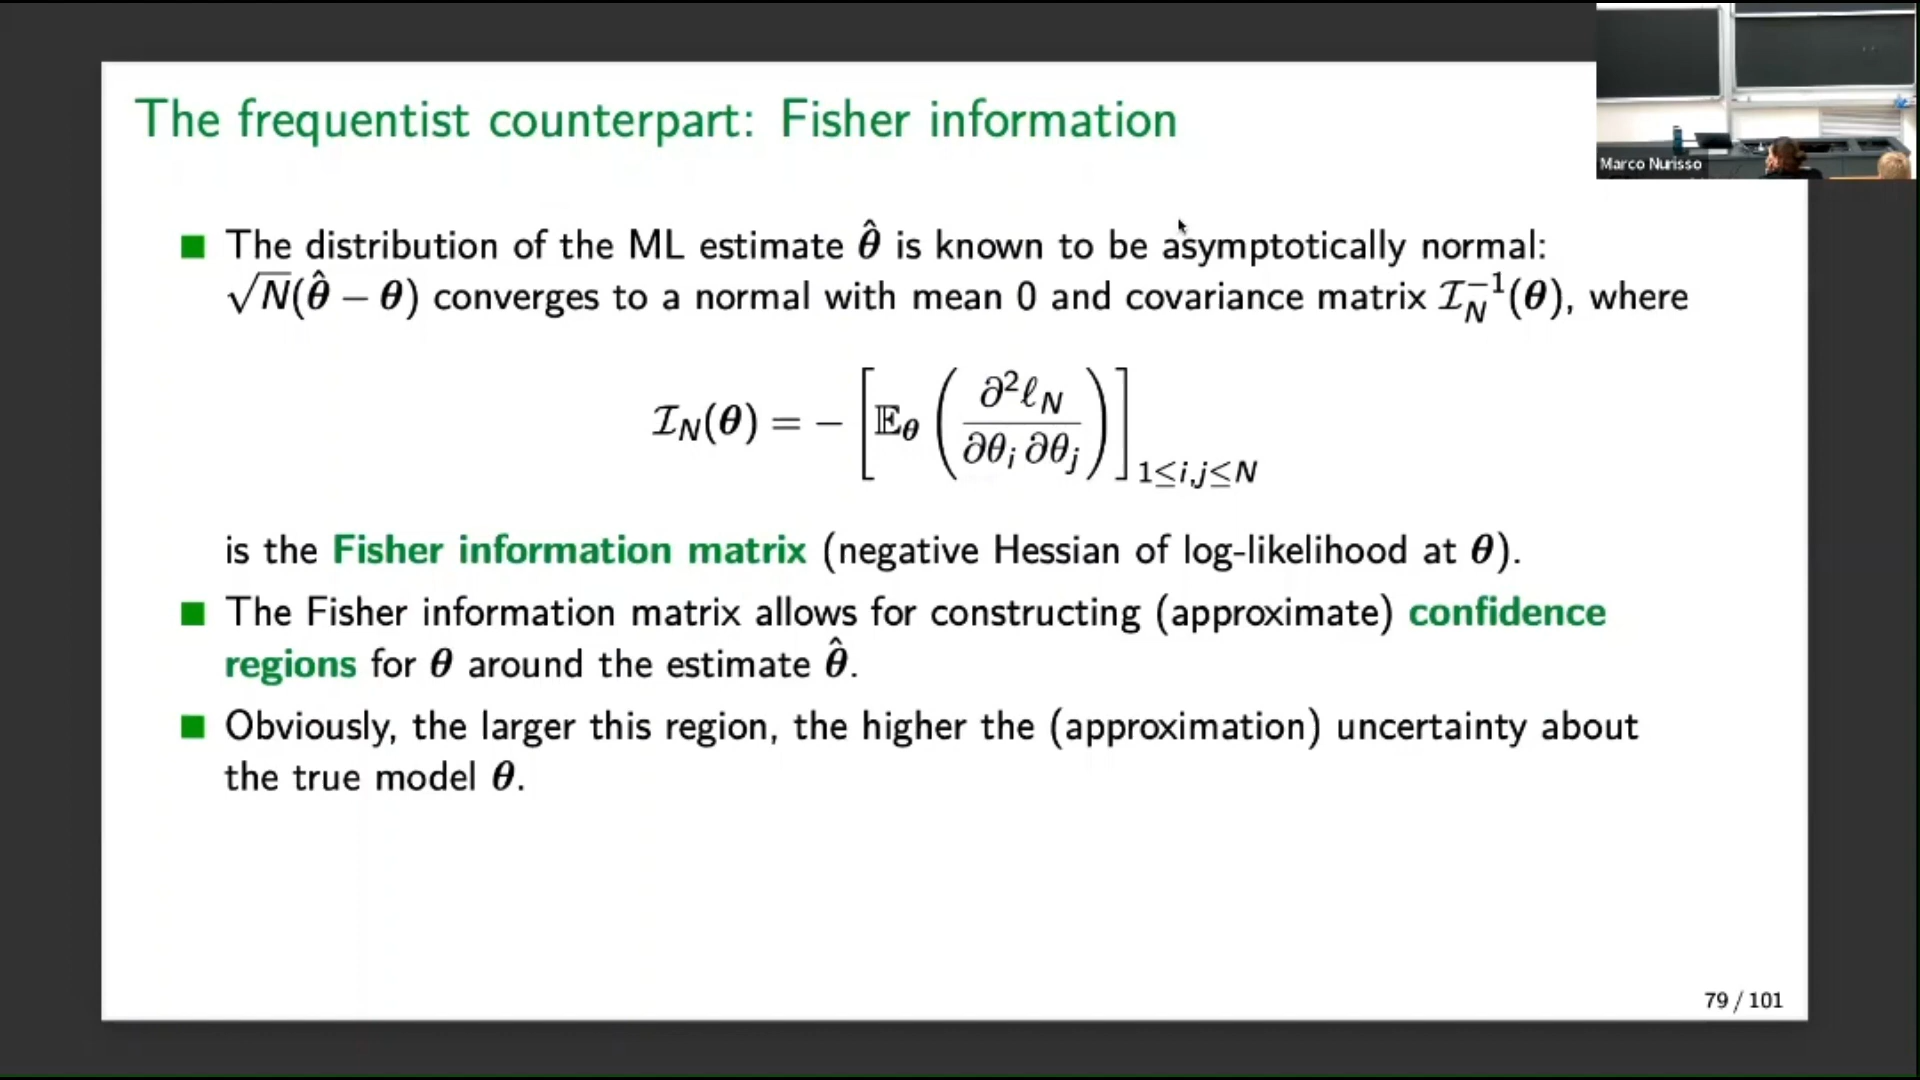 The frequentist counterpart: Fisher information
Marco Nurisso
■ The distribution of the ML estimate θ̂ is known to be asymptotically normal:
√N(θ̂ − θ) converges to a normal with mean 0 and covariance matrix I_N^{−1}(θ), where
I_N(θ) = − [ 𝔼_θ ( ∂²ℓ_N / ∂θ_i ∂θ_j ) ]_{1≤i,j≤N}
is the Fisher information matrix (negative Hessian of log-likelihood at θ).
■ The Fisher information matrix allows for constructing (approximate) confidence
regions for θ around the estimate θ̂.
■ Obviously, the larger this region, the higher the (approximation) uncertainty about
the true model θ.
79 / 101